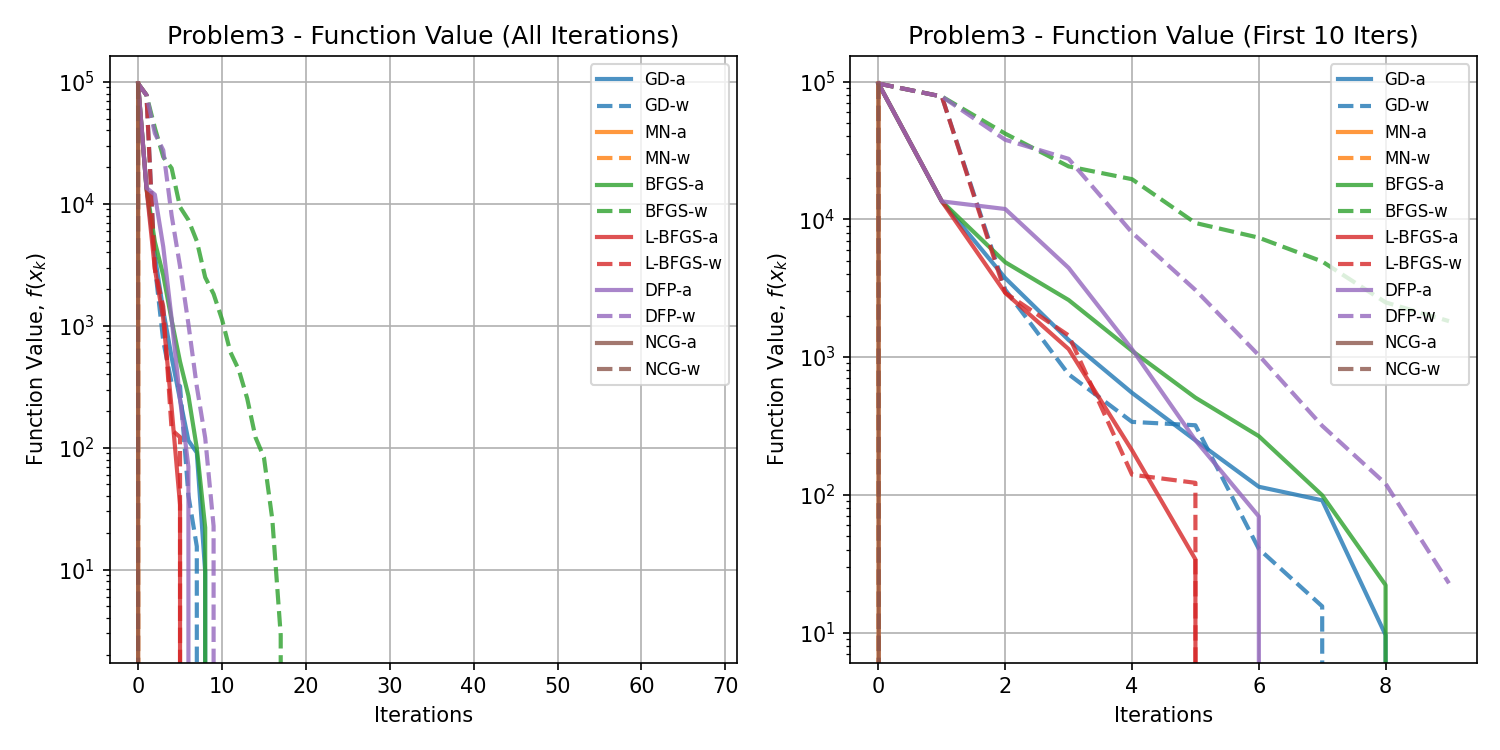 Problem3 - Function Value (All Iterations)
Function Value, f(x_k)
10^5
10^4
10^3
10^2
10^1
0 10 20 30 40 50 60 70
Iterations
GD-a
GD-w
MN-a
MN-w
BFGS-a
BFGS-w
L-BFGS-a
L-BFGS-w
DFP-a
DFP-w
NCG-a
NCG-w
Problem3 - Function Value (First 10 Iters)
Function Value, f(x_k)
10^5
10^4
10^3
10^2
10^1
0 2 4 6 8
Iterations
GD-a
GD-w
MN-a
MN-w
BFGS-a
BFGS-w
L-BFGS-a
L-BFGS-w
DFP-a
DFP-w
NCG-a
NCG-w